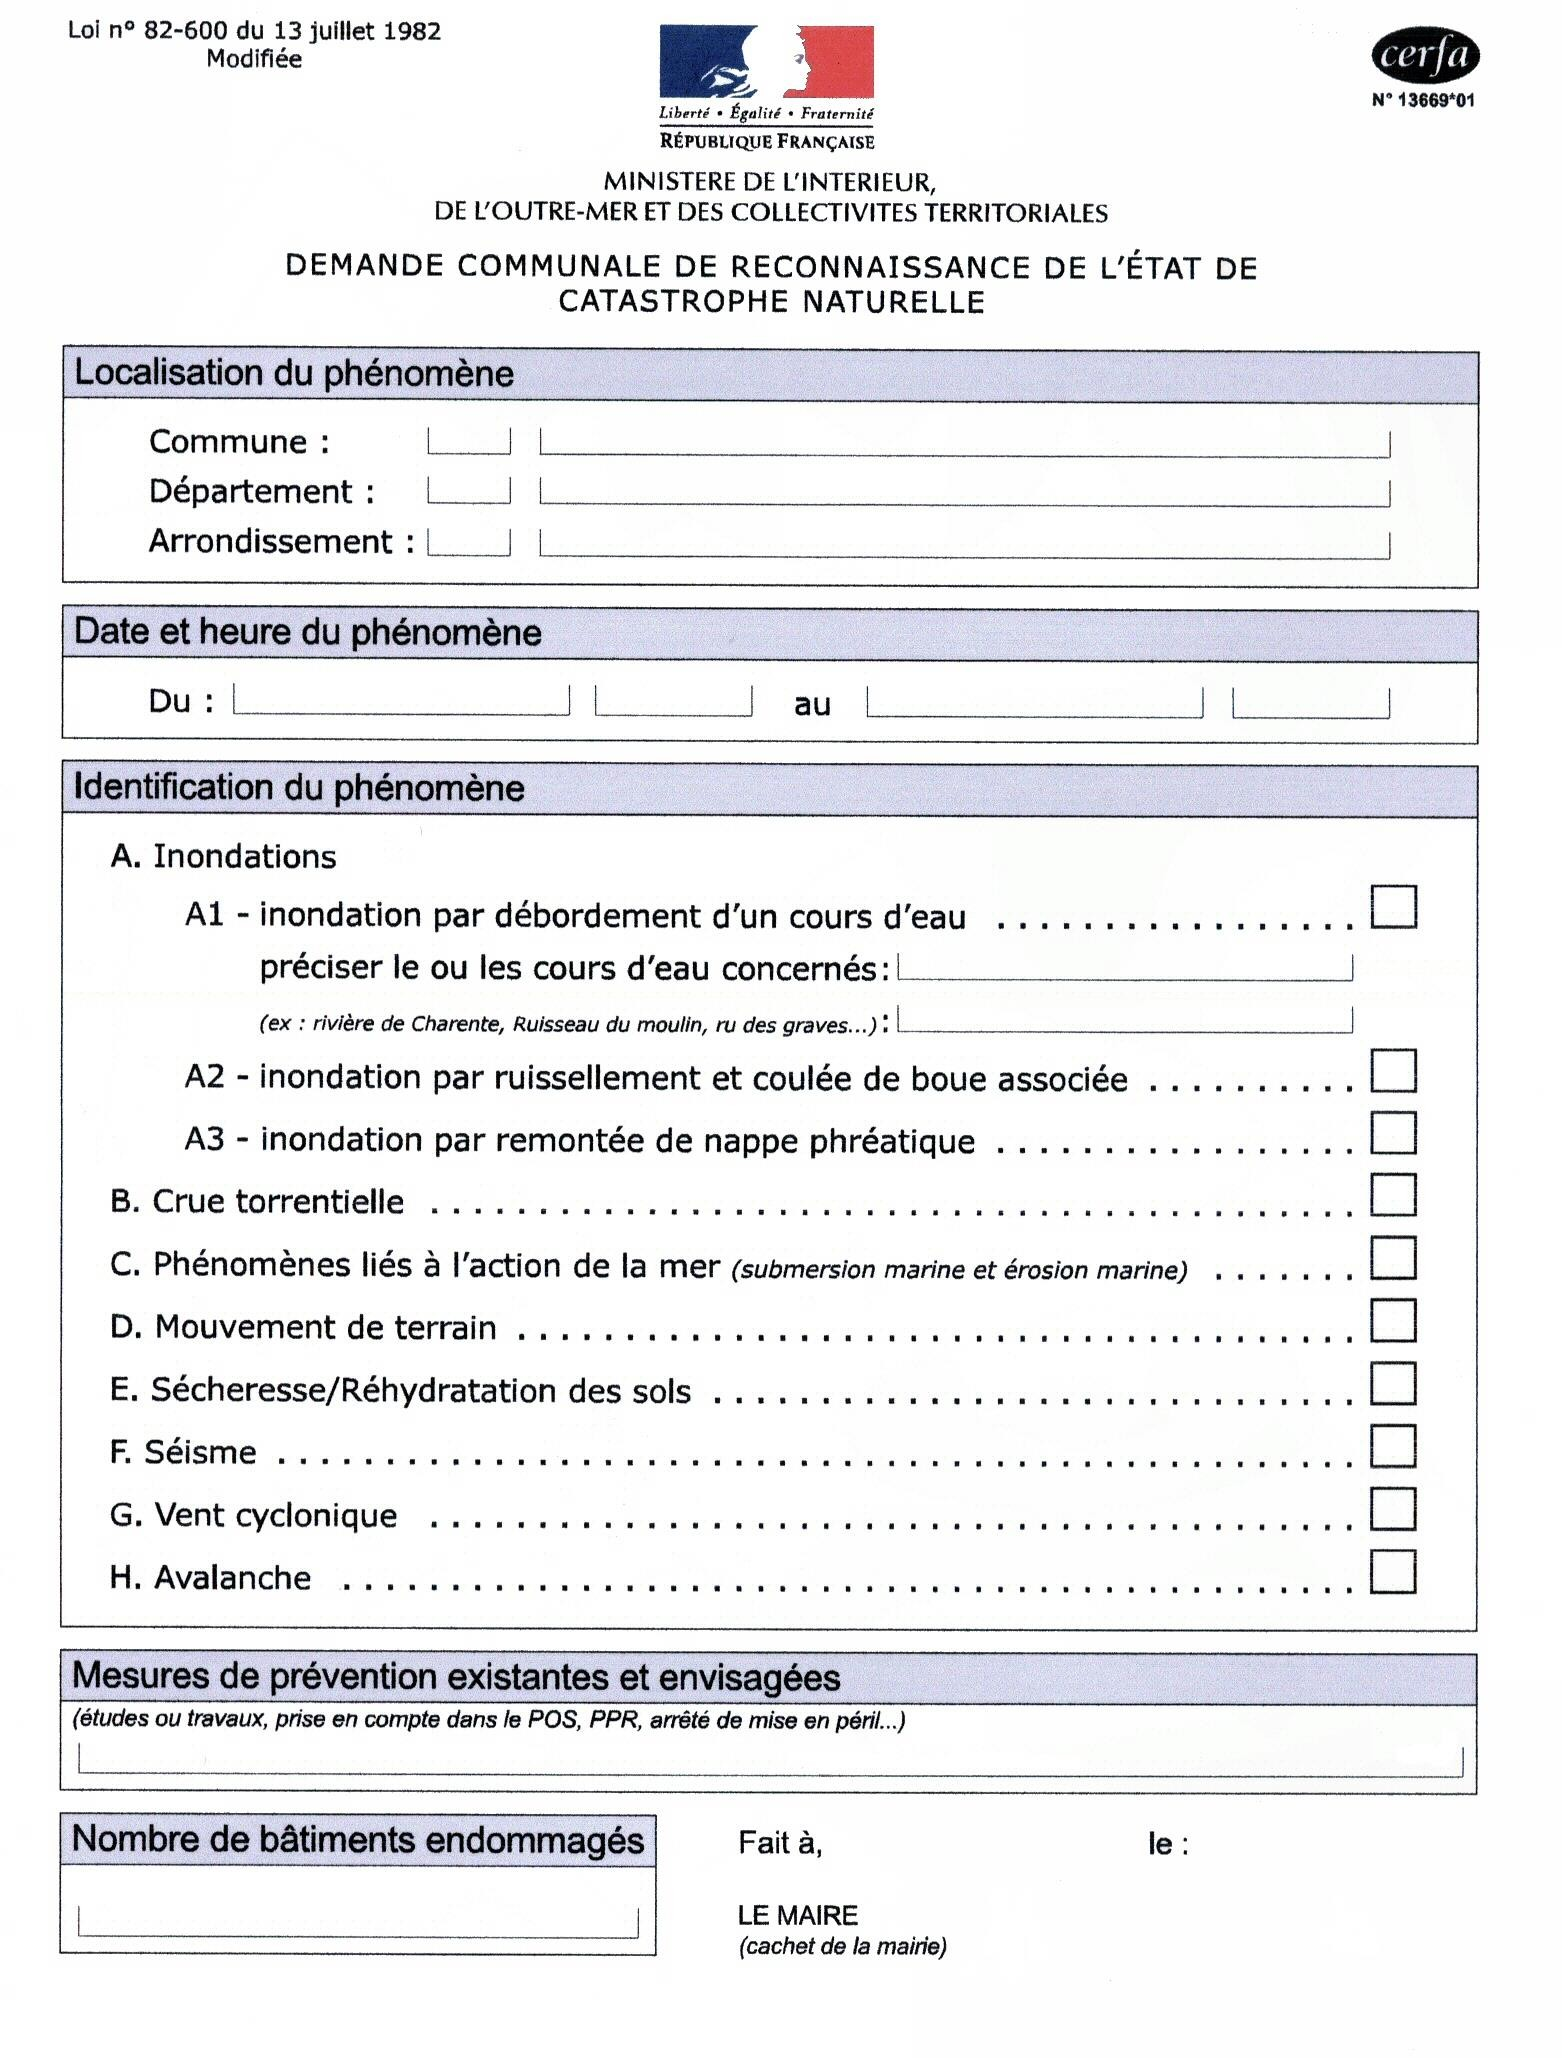 Loi n° 82-600 du 13 juillet 1982
Modifiée
Liberté • Égalité • Fraternité
RÉPUBLIQUE FRANÇAISE
cerfa
N° 13669*01
MINISTERE DE L'INTERIEUR,
DE L'OUTRE-MER ET DES COLLECTIVITES TERRITORIALES
DEMANDE COMMUNALE DE RECONNAISSANCE DE L'ÉTAT DE
CATASTROPHE NATURELLE
Localisation du phénomène
Commune :
Département :
Arrondissement :
Date et heure du phénomène
Du : au
Identification du phénomène
A. Inondations
A1 - inondation par débordement d'un cours d'eau . . . . . . . . . . . . . . . . .
préciser le ou les cours d'eau concernés:
(ex : rivière de Charente, Ruisseau du moulin, ru des graves...) :
A2 - inondation par ruissellement et coulée de boue associée . . . . . . . . . .
A3 - inondation par remontée de nappe phréatique . . . . . . . . . . . . . . . . .
B. Crue torrentielle . . . . . . . . . . . . . . . . . . . . . . . . . . . . . . . . . . . . . . . . . . .
C. Phénomènes liés à l'action de la mer (submersion marine et érosion marine) . . . . . . .
D. Mouvement de terrain . . . . . . . . . . . . . . . . . . . . . . . . . . . . . . . . . . . . . . .
E. Sécheresse/Réhydratation des sols . . . . . . . . . . . . . . . . . . . . . . . . . . . . . .
F. Séisme . . . . . . . . . . . . . . . . . . . . . . . . . . . . . . . . . . . . . . . . . . . . . . . . . .
G. Vent cyclonique . . . . . . . . . . . . . . . . . . . . . . . . . . . . . . . . . . . . . . . . . . .
H. Avalanche . . . . . . . . . . . . . . . . . . . . . . . . . . . . . . . . . . . . . . . . . . . . . . .
Mesures de prévention existantes et envisagées
(études ou travaux, prise en compte dans le POS, PPR, arrêté de mise en péril...)
Nombre de bâtiments endommagés
Fait à, le :
LE MAIRE
(cachet de la mairie)